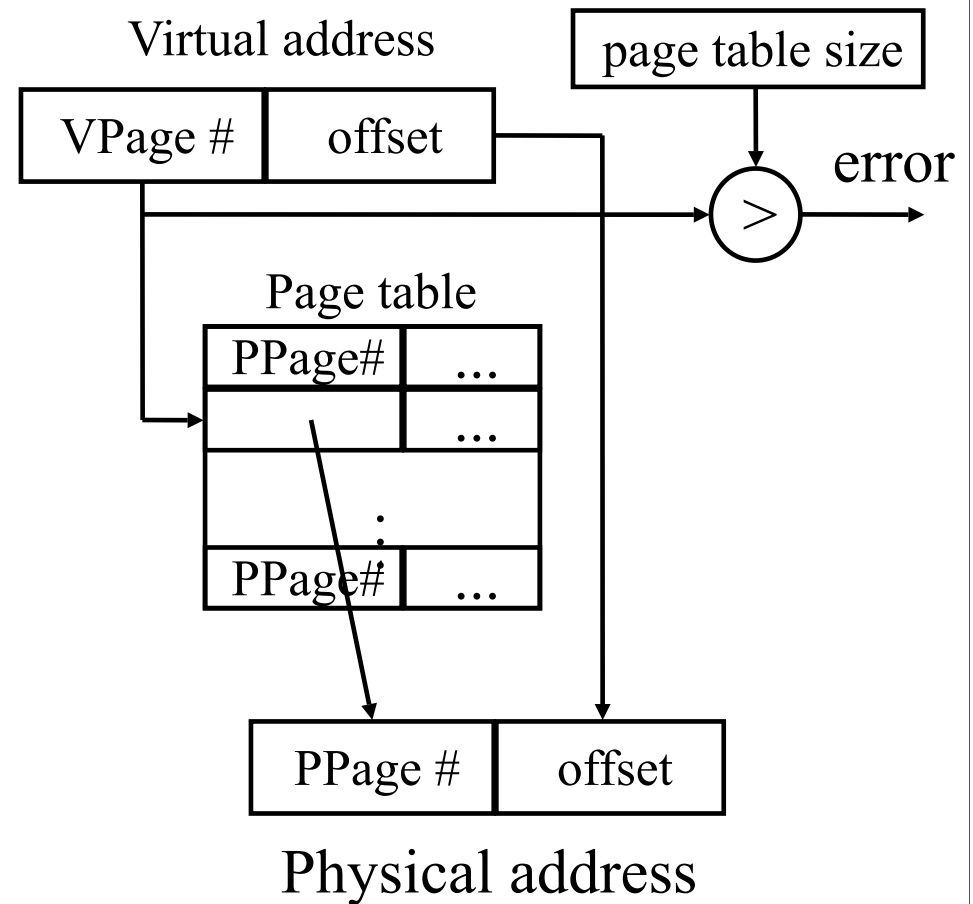 Virtual address
page table size
VPage # offset
error
>
Page table
PPage# ...
...
:
PPage# ...
PPage # offset
Physical address